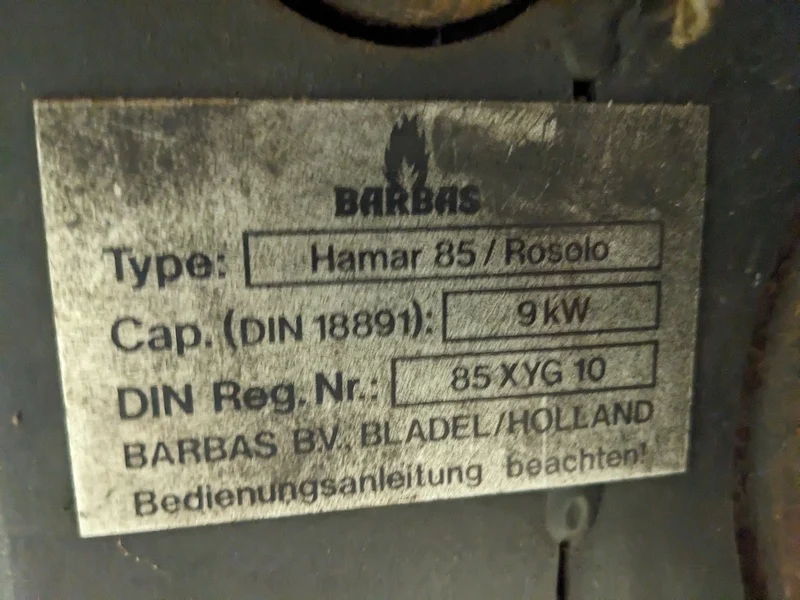 BARBAS
Type: Hamar 85 / Rosolo
Cap. (DIN 18891): 9 kW
DIN Reg. Nr.: 85 XYG 10
BARBAS B.V., BLADEL/HOLLAND
Bedienungsanleitung beachten!